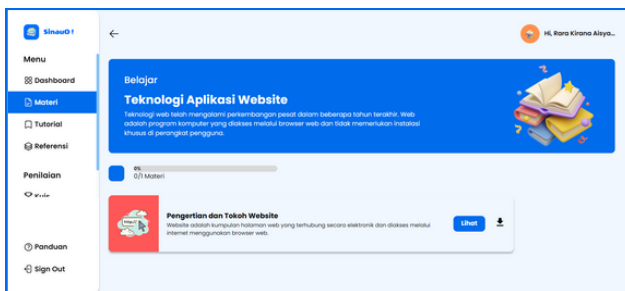 SinauO !
Hi, Rara Kirana Aisya...
Menu
Dashboard
Materi
Tutorial
Referensi
Penilaian
Kuis
Panduan
Sign Out
Belajar
Teknologi Aplikasi Website
Teknologi web telah mengalami perkembangan pesat dalam beberapa tahun terakhir. Web
adalah program komputer yang diakses melalui browser web dan tidak memerlukan instalasi
khusus di perangkat pengguna.
0%
0/1 Materi
http://
Pengertian dan Tokoh Website
Website adalah kumpulan halaman web yang terhubung secara elektronik dan diakses melalui
internet menggunakan browser web.
Lihat